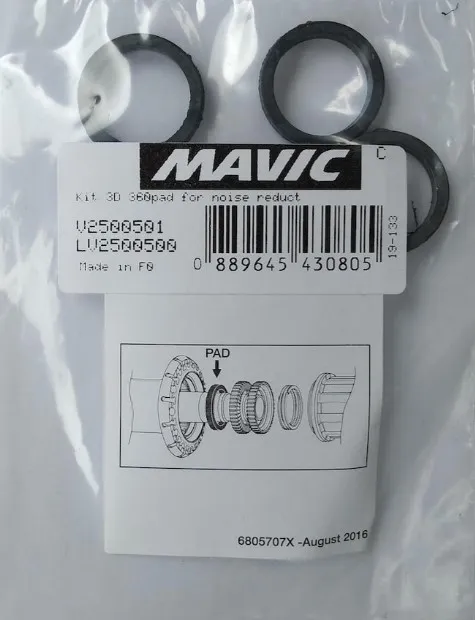 MAVIC
C
Kit 3D 360pad for noise reduct
V2500501
LV2500500
Made in F0
0 889645 430805
19-133
PAD
6805707X -August 2016